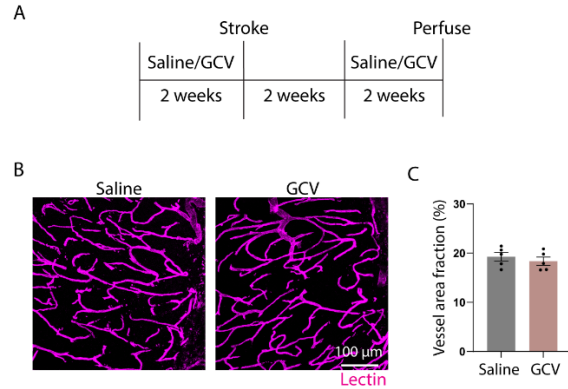 A
Stroke Perfuse
Saline/GCV Saline/GCV
2 weeks 2 weeks 2 weeks
B
Saline GCV
100 µm
Lectin
C
Vessel area fraction (%)
30
20
10
0
Saline GCV